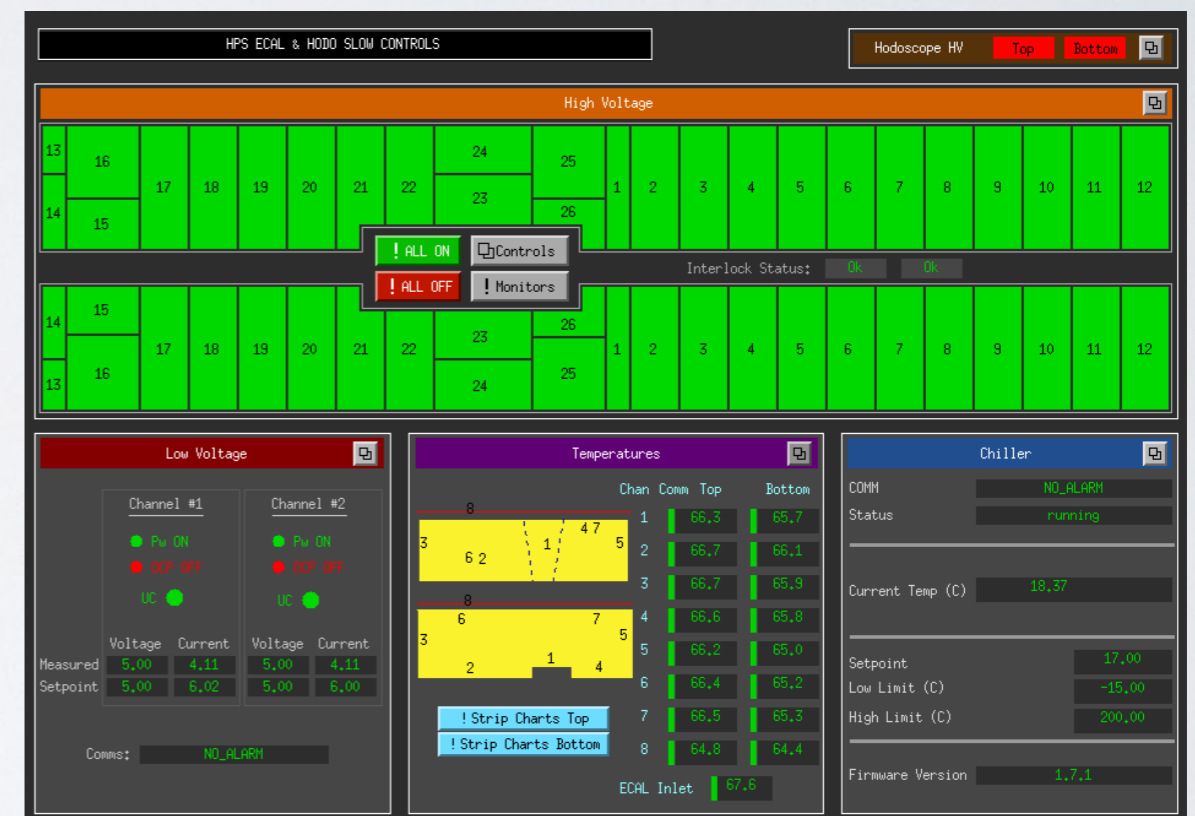 HPS ECAL & HODO SLOW CONTROLS
Hodoscope HV Top Bottom
High Voltage
13 16 24 25
17 18 19 20 21 22 1 2 3 4 5 6 7 8 9 10 11 12
14 15 23 26
! ALL ON Controls
Interlock Status: Ok Ok
! ALL OFF ! Monitors
14 15 23 26
17 18 19 20 21 22 1 2 3 4 5 6 7 8 9 10 11 12
13 16 24 25
Low Voltage
Channel #1 Channel #2
Pw ON Pw ON
OCP OFF OCP OFF
UC UC
Voltage Current Voltage Current
Measured 5.00 4.11 5.00 4.11
Setpoint 5.00 6.02 5.00 6.00
Comms: NO_ALARM
Temperatures
8
3 6 2 1 4 7 5
8
3 6 2 1 7 4 5
! Strip Charts Top
! Strip Charts Bottom
Chan Comm Top Bottom
1 66.3 65.7
2 66.7 66.1
3 66.7 65.9
4 66.6 65.8
5 66.2 65.0
6 66.4 65.2
7 66.5 65.3
8 64.8 64.4
ECAL Inlet 67.6
Chiller
COMM NO_ALARM
Status running
Current Temp (C) 18.37
Setpoint 17.00
Low Limit (C) -15.00
High Limit (C) 200.00
Firmware Version 1.7.1